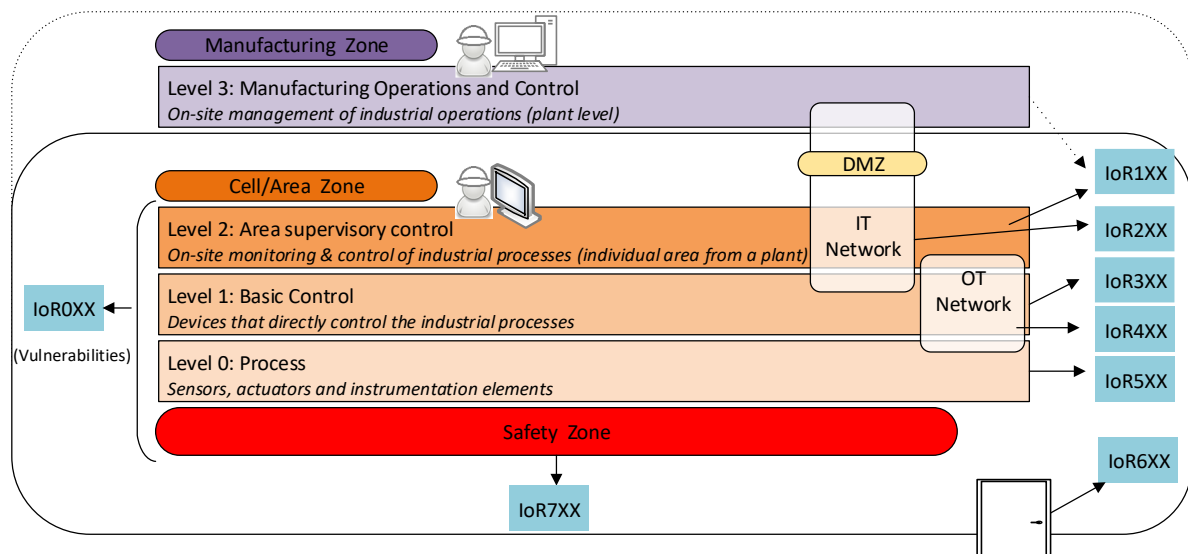 Manufacturing Zone
Level 3: Manufacturing Operations and Control
On-site management of industrial operations (plant level)
DMZ
Cell/Area Zone
IoR1XX
Level 2: Area supervisory control
On-site monitoring & control of industrial processes (individual area from a plant)
IT
Network
IoR2XX
OT
Network
IoR3XX
Level 1: Basic Control
Devices that directly control the industrial processes
IoR0XX
(Vulnerabilities)
IoR4XX
Level 0: Process
Sensors, actuators and instrumentation elements
IoR5XX
Safety Zone
IoR6XX
IoR7XX